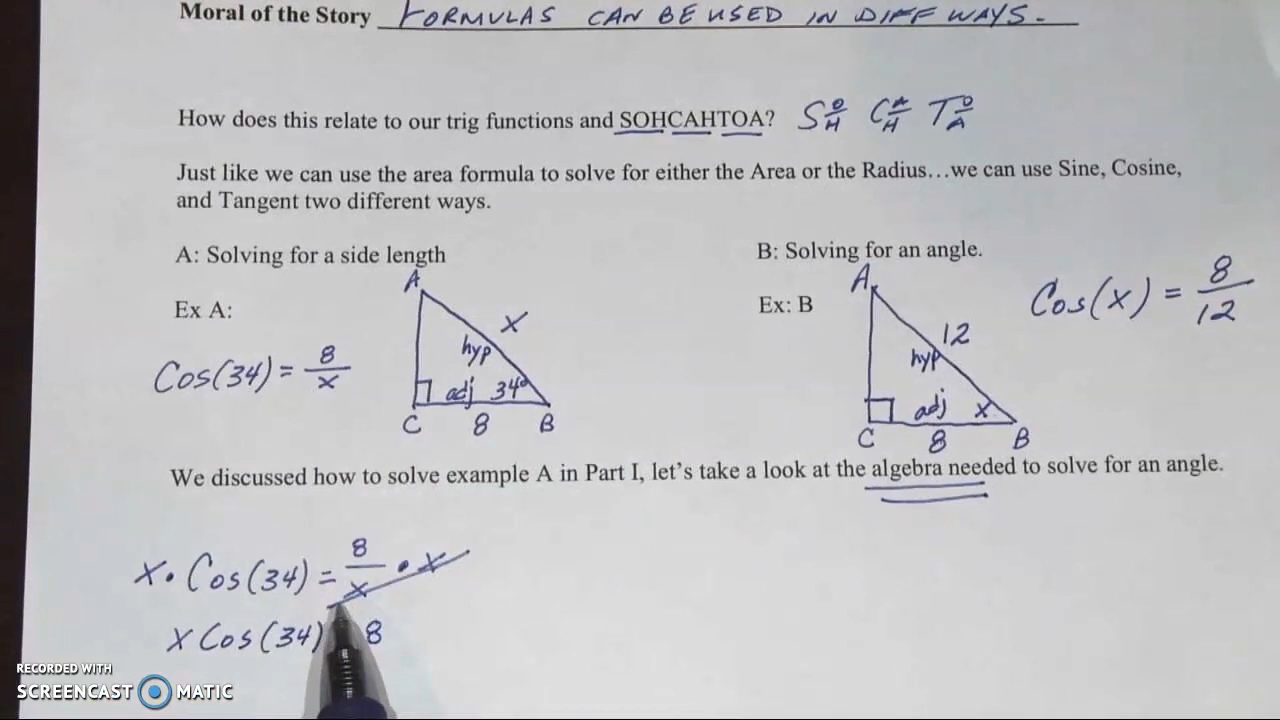 Moral of the Story FORMULAS CAN BE USED IN DIFF WAYS.
How does this relate to our trig functions and SOHCAHTOA? S O/H C A/H T O/A
Just like we can use the area formula to solve for either the Area or the Radius…we can use Sine, Cosine,
and Tangent two different ways.
A: Solving for a side length
B: Solving for an angle.
Ex A:
Cos(34) = 8/x
A
x
hyp
adj 34°
C 8 B
Ex: B
A
12
hyp
adj x
C 8 B
Cos(x) = 8/12
We discussed how to solve example A in Part I, let's take a look at the algebra needed to solve for an angle.
x · Cos(34) = 8/x · x
x Cos(34) 8
RECORDED WITH
SCREENCAST MATIC